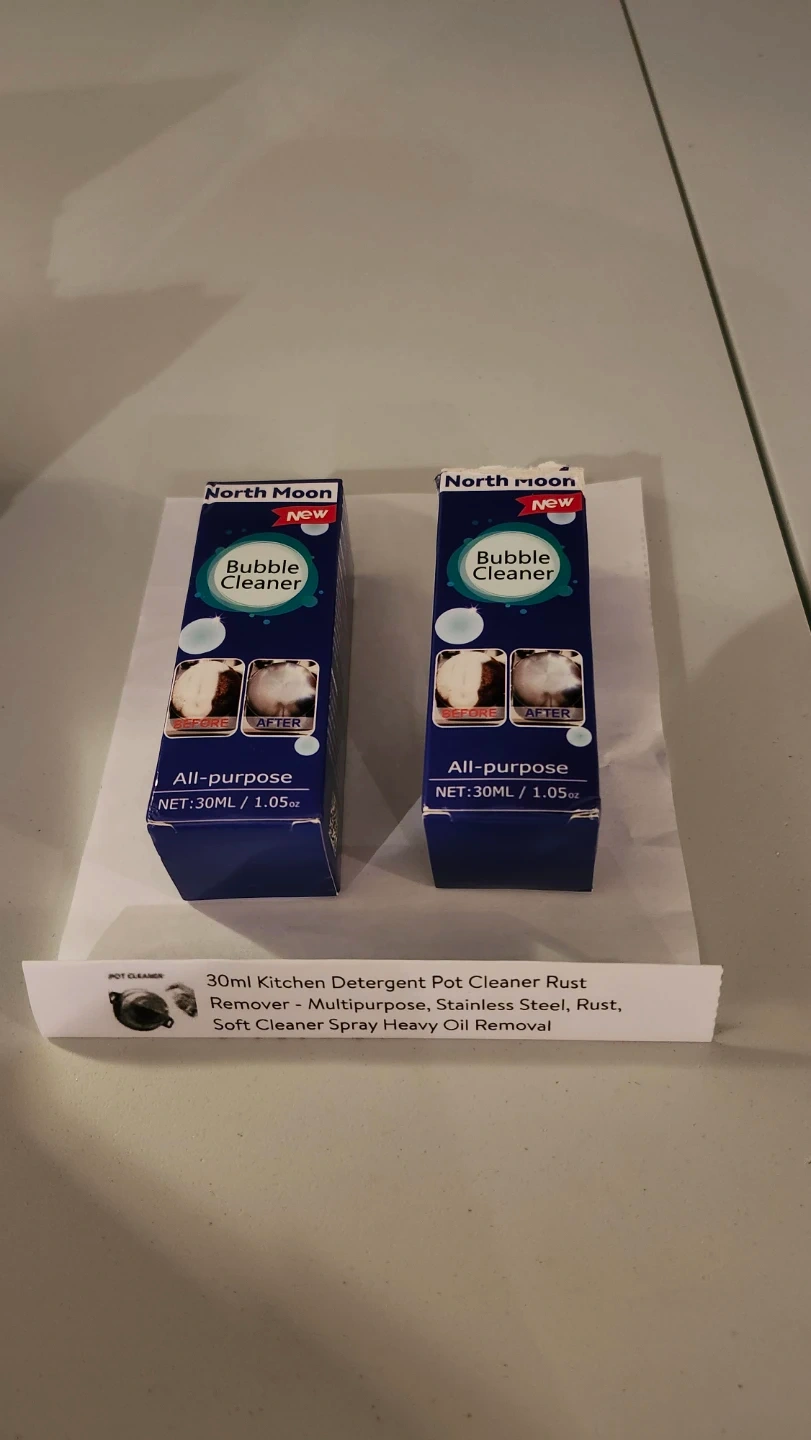 North Moon
New
Bubble
Cleaner
BEFORE
AFTER
All-purpose
NET:30ML / 1.05oz
North Moon
New
Bubble
Cleaner
BEFORE
AFTER
All-purpose
NET:30ML / 1.05oz
POT CLEANER
30ml Kitchen Detergent Pot Cleaner Rust
Remover - Multipurpose, Stainless Steel, Rust,
Soft Cleaner Spray Heavy Oil Removal